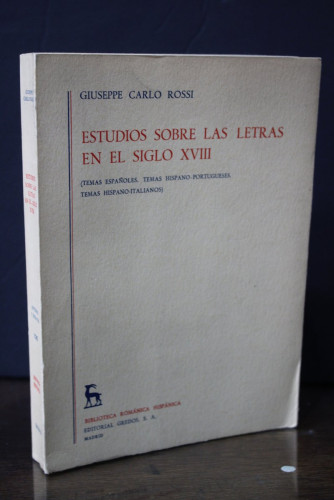 GIUSEPPE CARLO ROSSI
ESTUDIOS SOBRE LAS LETRAS
EN EL SIGLO XVIII
(TEMAS ESPAÑOLES. TEMAS HISPANO-PORTUGUESES.
TEMAS HISPANO-ITALIANOS)
BIBLIOTECA ROMÁNICA HISPÁNICA
EDITORIAL GREDOS, S. A.
MADRID